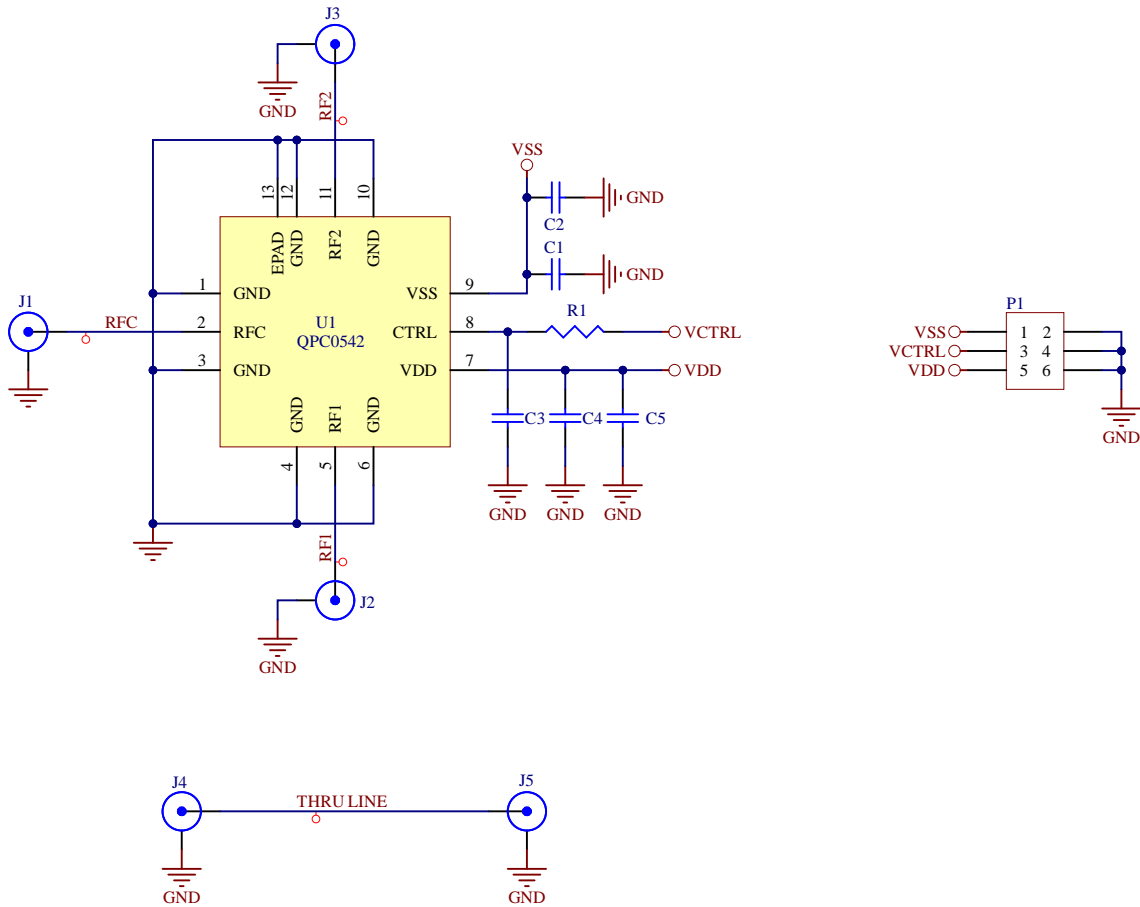 J3
GND
RF2
VSS
13
12
11
10
GND
EPAD
GND
RF2
GND
C2
C1
GND
1
GND
VSS
9
J1
RFC
2
RFC
U1
QPC0542
CTRL
8
R1
VCTRL
3
GND
VDD
7
VDD
P1
VSS
1
2
VCTRL
3
4
VDD
5
6
GND
GND
RF1
GND
C3
C4
C5
4
5
6
GND
GND
GND
RF1
J2
GND
J4
THRU LINE
J5
GND
GND